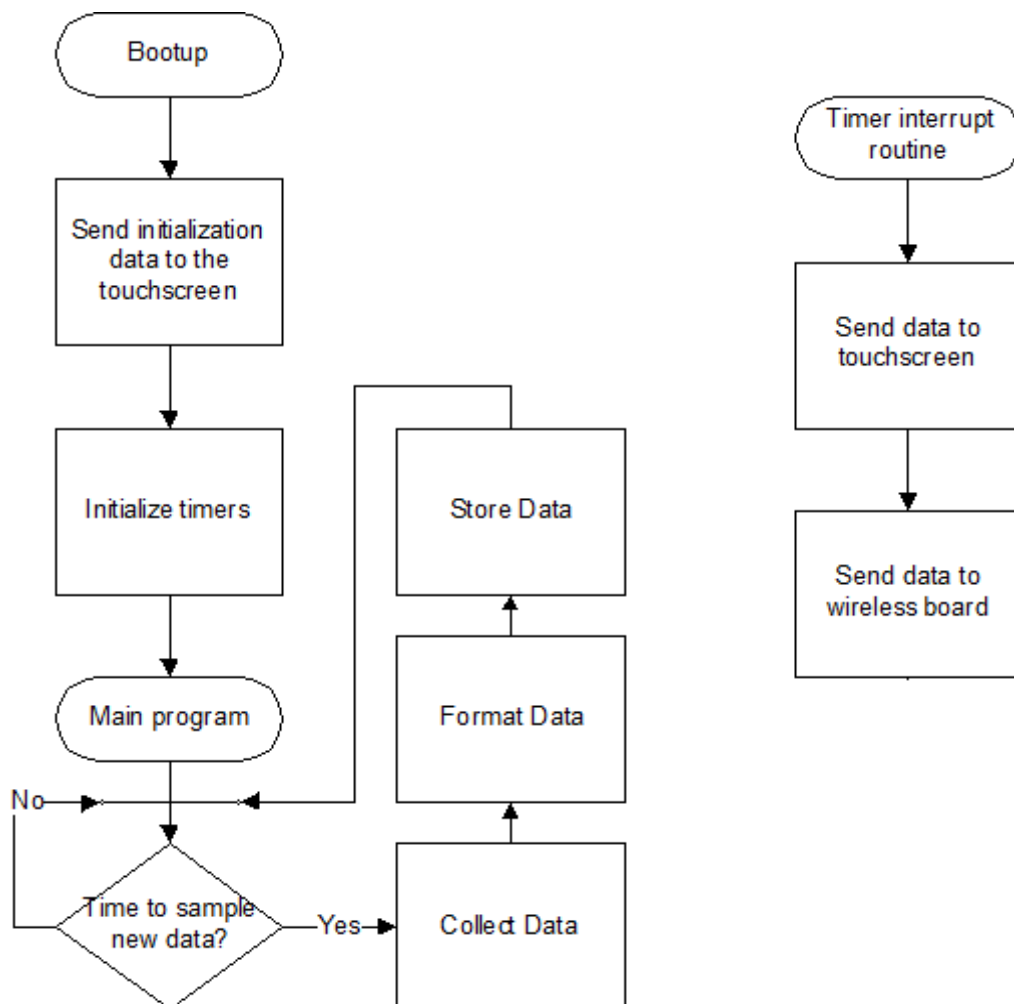 Bootup
Send initialization
data to the
touchscreen
Initialize timers
Main program
No
Time to sample
new data?
Yes
Collect Data
Format Data
Store Data
Timer interrupt
routine
Send data to
touchscreen
Send data to
wireless board